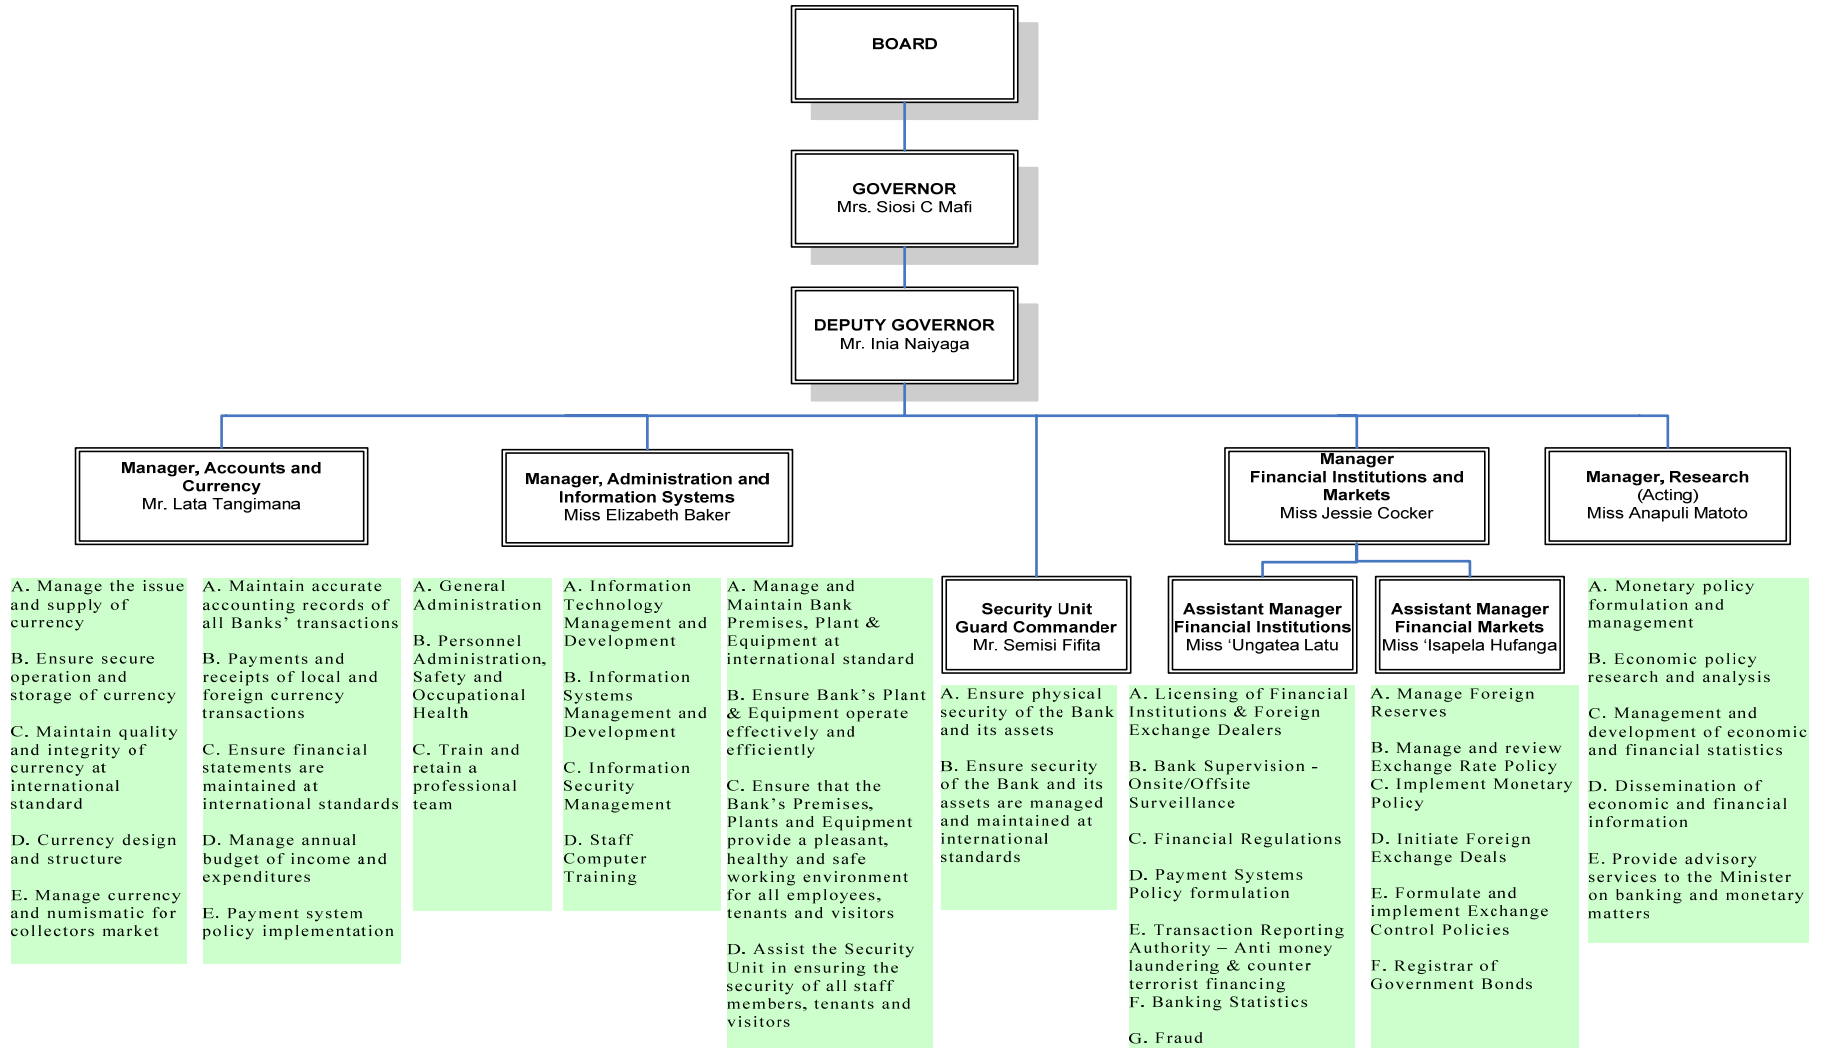 BOARD
GOVERNOR
Mrs. Siosi C Mafi
DEPUTY GOVERNOR
Mr. Inia Naiyaga
Manager, Accounts and
Currency
Mr. Lata Tangimana
Manager, Administration and
Information Systems
Miss Elizabeth Baker
Manager
Financial Institutions and
Markets
Miss Jessie Cocker
Manager, Research
(Acting)
Miss Anapuli Matoto
Security Unit
Guard Commander
Mr. Semisi Fifita
Assistant Manager
Financial Institutions
Miss ‘Ungatea Latu
Assistant Manager
Financial Markets
Miss ‘Isapela Hufanga
A. Manage the issue
and supply of
currency
B. Ensure secure
operation and
storage of currency
C. Maintain quality
and integrity of
currency at
international
standard
D. Currency design
and structure
E. Manage currency
and numismatic for
collectors market
A. Maintain accurate
accounting records of
all Banks’ transactions
B. Payments and
receipts of local and
foreign currency
transactions
C. Ensure financial
statements are
maintained at
international standards
D. Manage annual
budget of income and
expenditures
E. Payment system
policy implementation
A. General
Administration
B. Personnel
Administration,
Safety and
Occupational
Health
C. Train and
retain a
professional
team
A. Information
Technology
Management and
Development
B. Information
Systems
Management and
Development
C. Information
Security
Management
D. Staff
Computer
Training
A. Manage and
Maintain Bank
Premises, Plant &
Equipment at
international standard
B. Ensure Bank’s Plant
& Equipment operate
effectively and
efficiently
C. Ensure that the
Bank’s Premises,
Plants and Equipment
provide a pleasant,
healthy and safe
working environment
for all employees,
tenants and visitors
D. Assist the Security
Unit in ensuring the
security of all staff
members, tenants and
visitors
A. Ensure physical
security of the Bank
and its assets
B. Ensure security
of the Bank and its
assets are managed
and maintained at
international
standards
A. Licensing of Financial
Institutions & Foreign
Exchange Dealers
B. Bank Supervision -
Onsite/Offsite
Surveillance
C. Financial Regulations
D. Payment Systems
Policy formulation
E. Transaction Reporting
Authority – Anti money
laundering & counter
terrorist financing
F. Banking Statistics
G. Fraud
A. Manage Foreign
Reserves
B. Manage and review
Exchange Rate Policy
C. Implement Monetary
Policy
D. Initiate Foreign
Exchange Deals
E. Formulate and
implement Exchange
Control Policies
F. Registrar of
Government Bonds
A. Monetary policy
formulation and
management
B. Economic policy
research and analysis
C. Management and
development of economic
and financial statistics
D. Dissemination of
economic and financial
information
E. Provide advisory
services to the Minister
on banking and monetary
matters